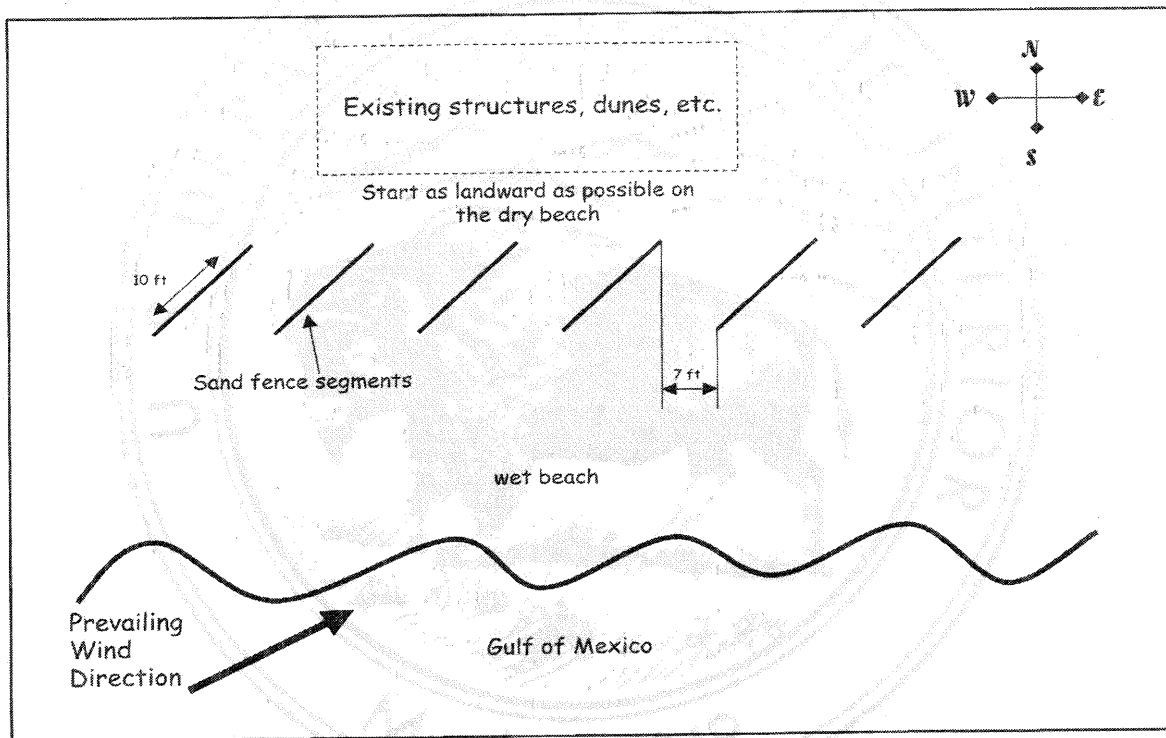 N
W E
S
Existing structures, dunes, etc.
Start as landward as possible on
the dry beach
10 ft
Sand fence segments
7 ft
wet beach
Prevailing
Wind
Direction
Gulf of Mexico